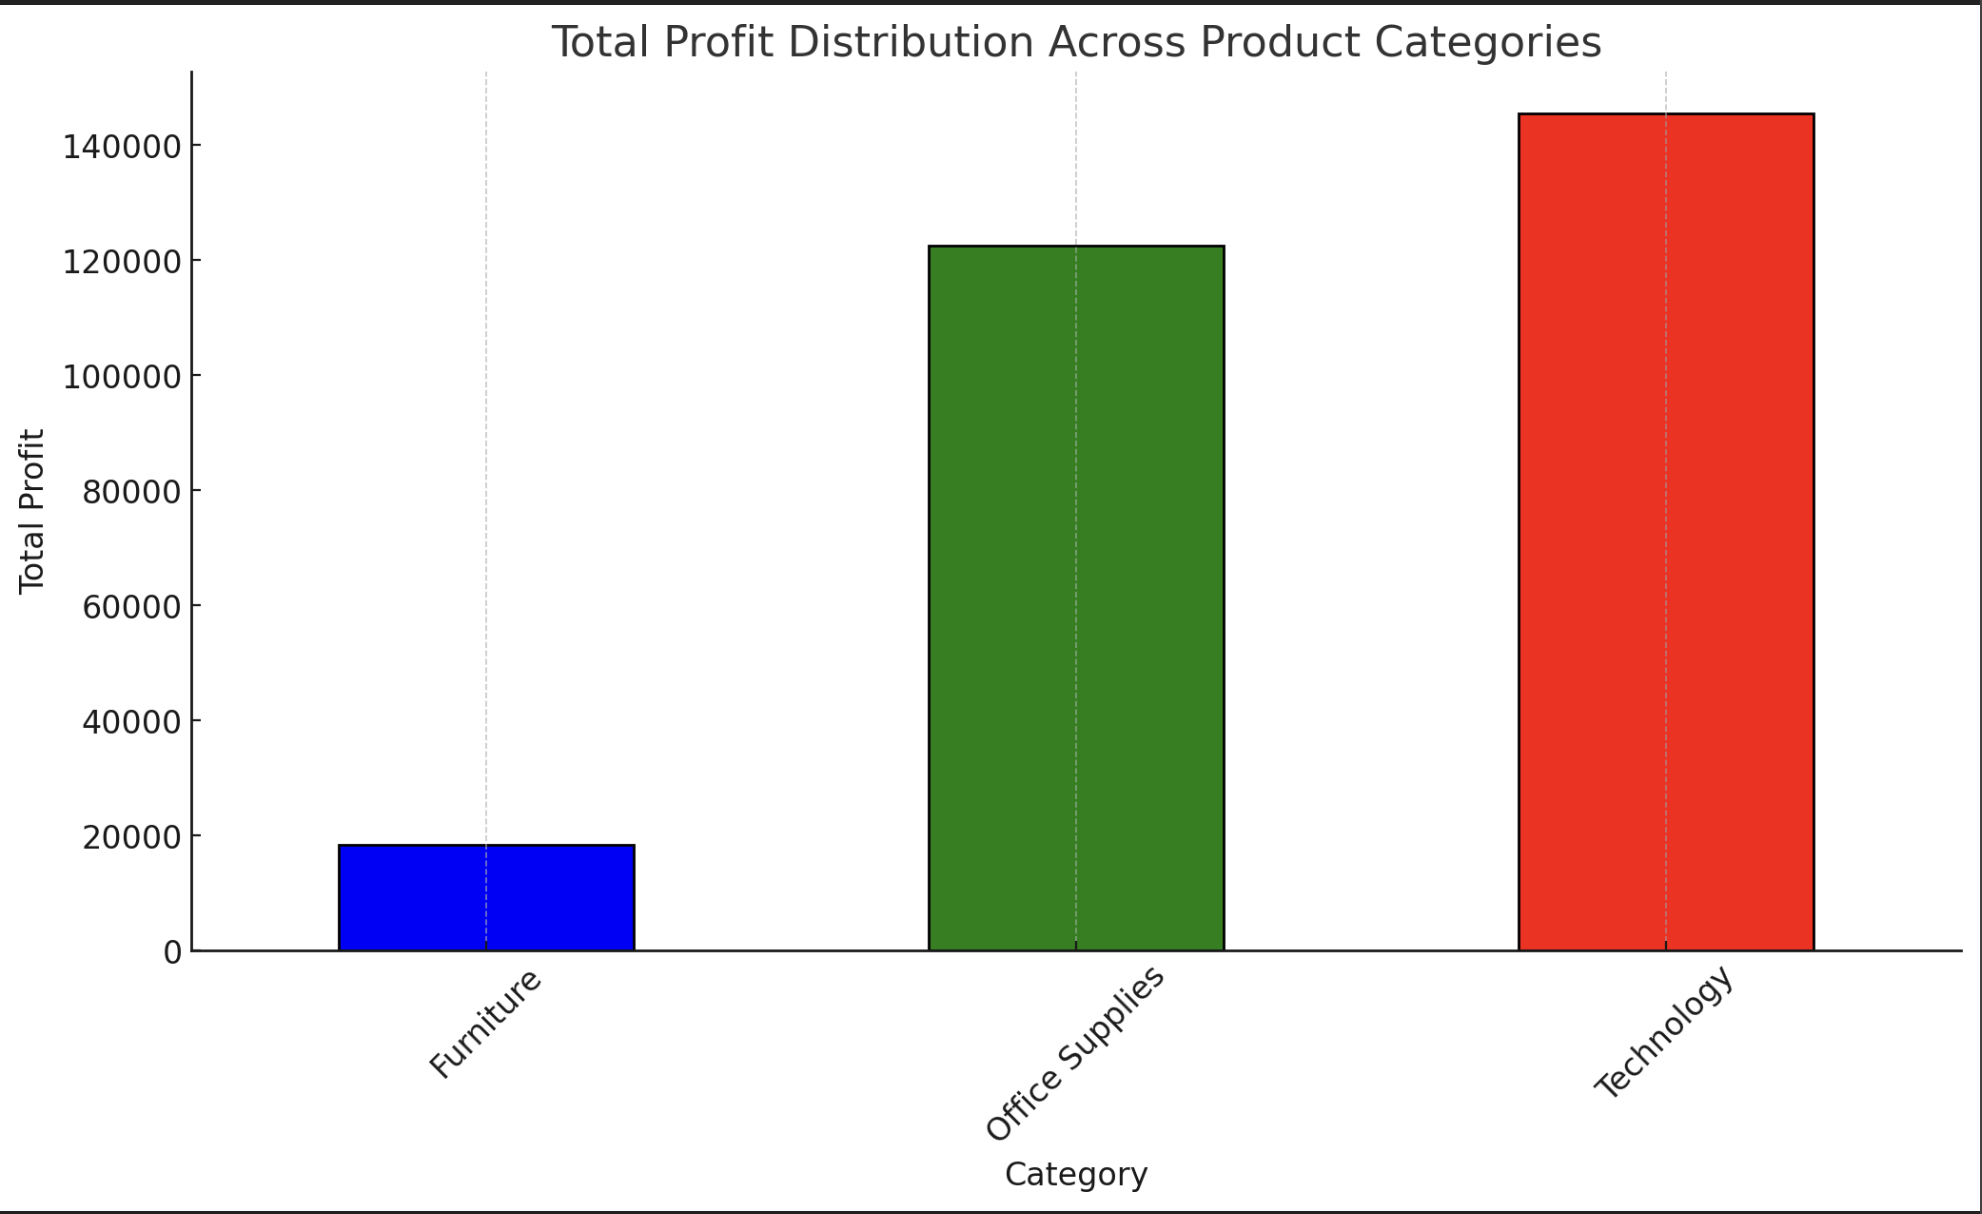 Total Profit Distribution Across Product Categories
Total Profit
140000
120000
100000
80000
60000
40000
20000
0
Furniture
Office Supplies
Technology
Category